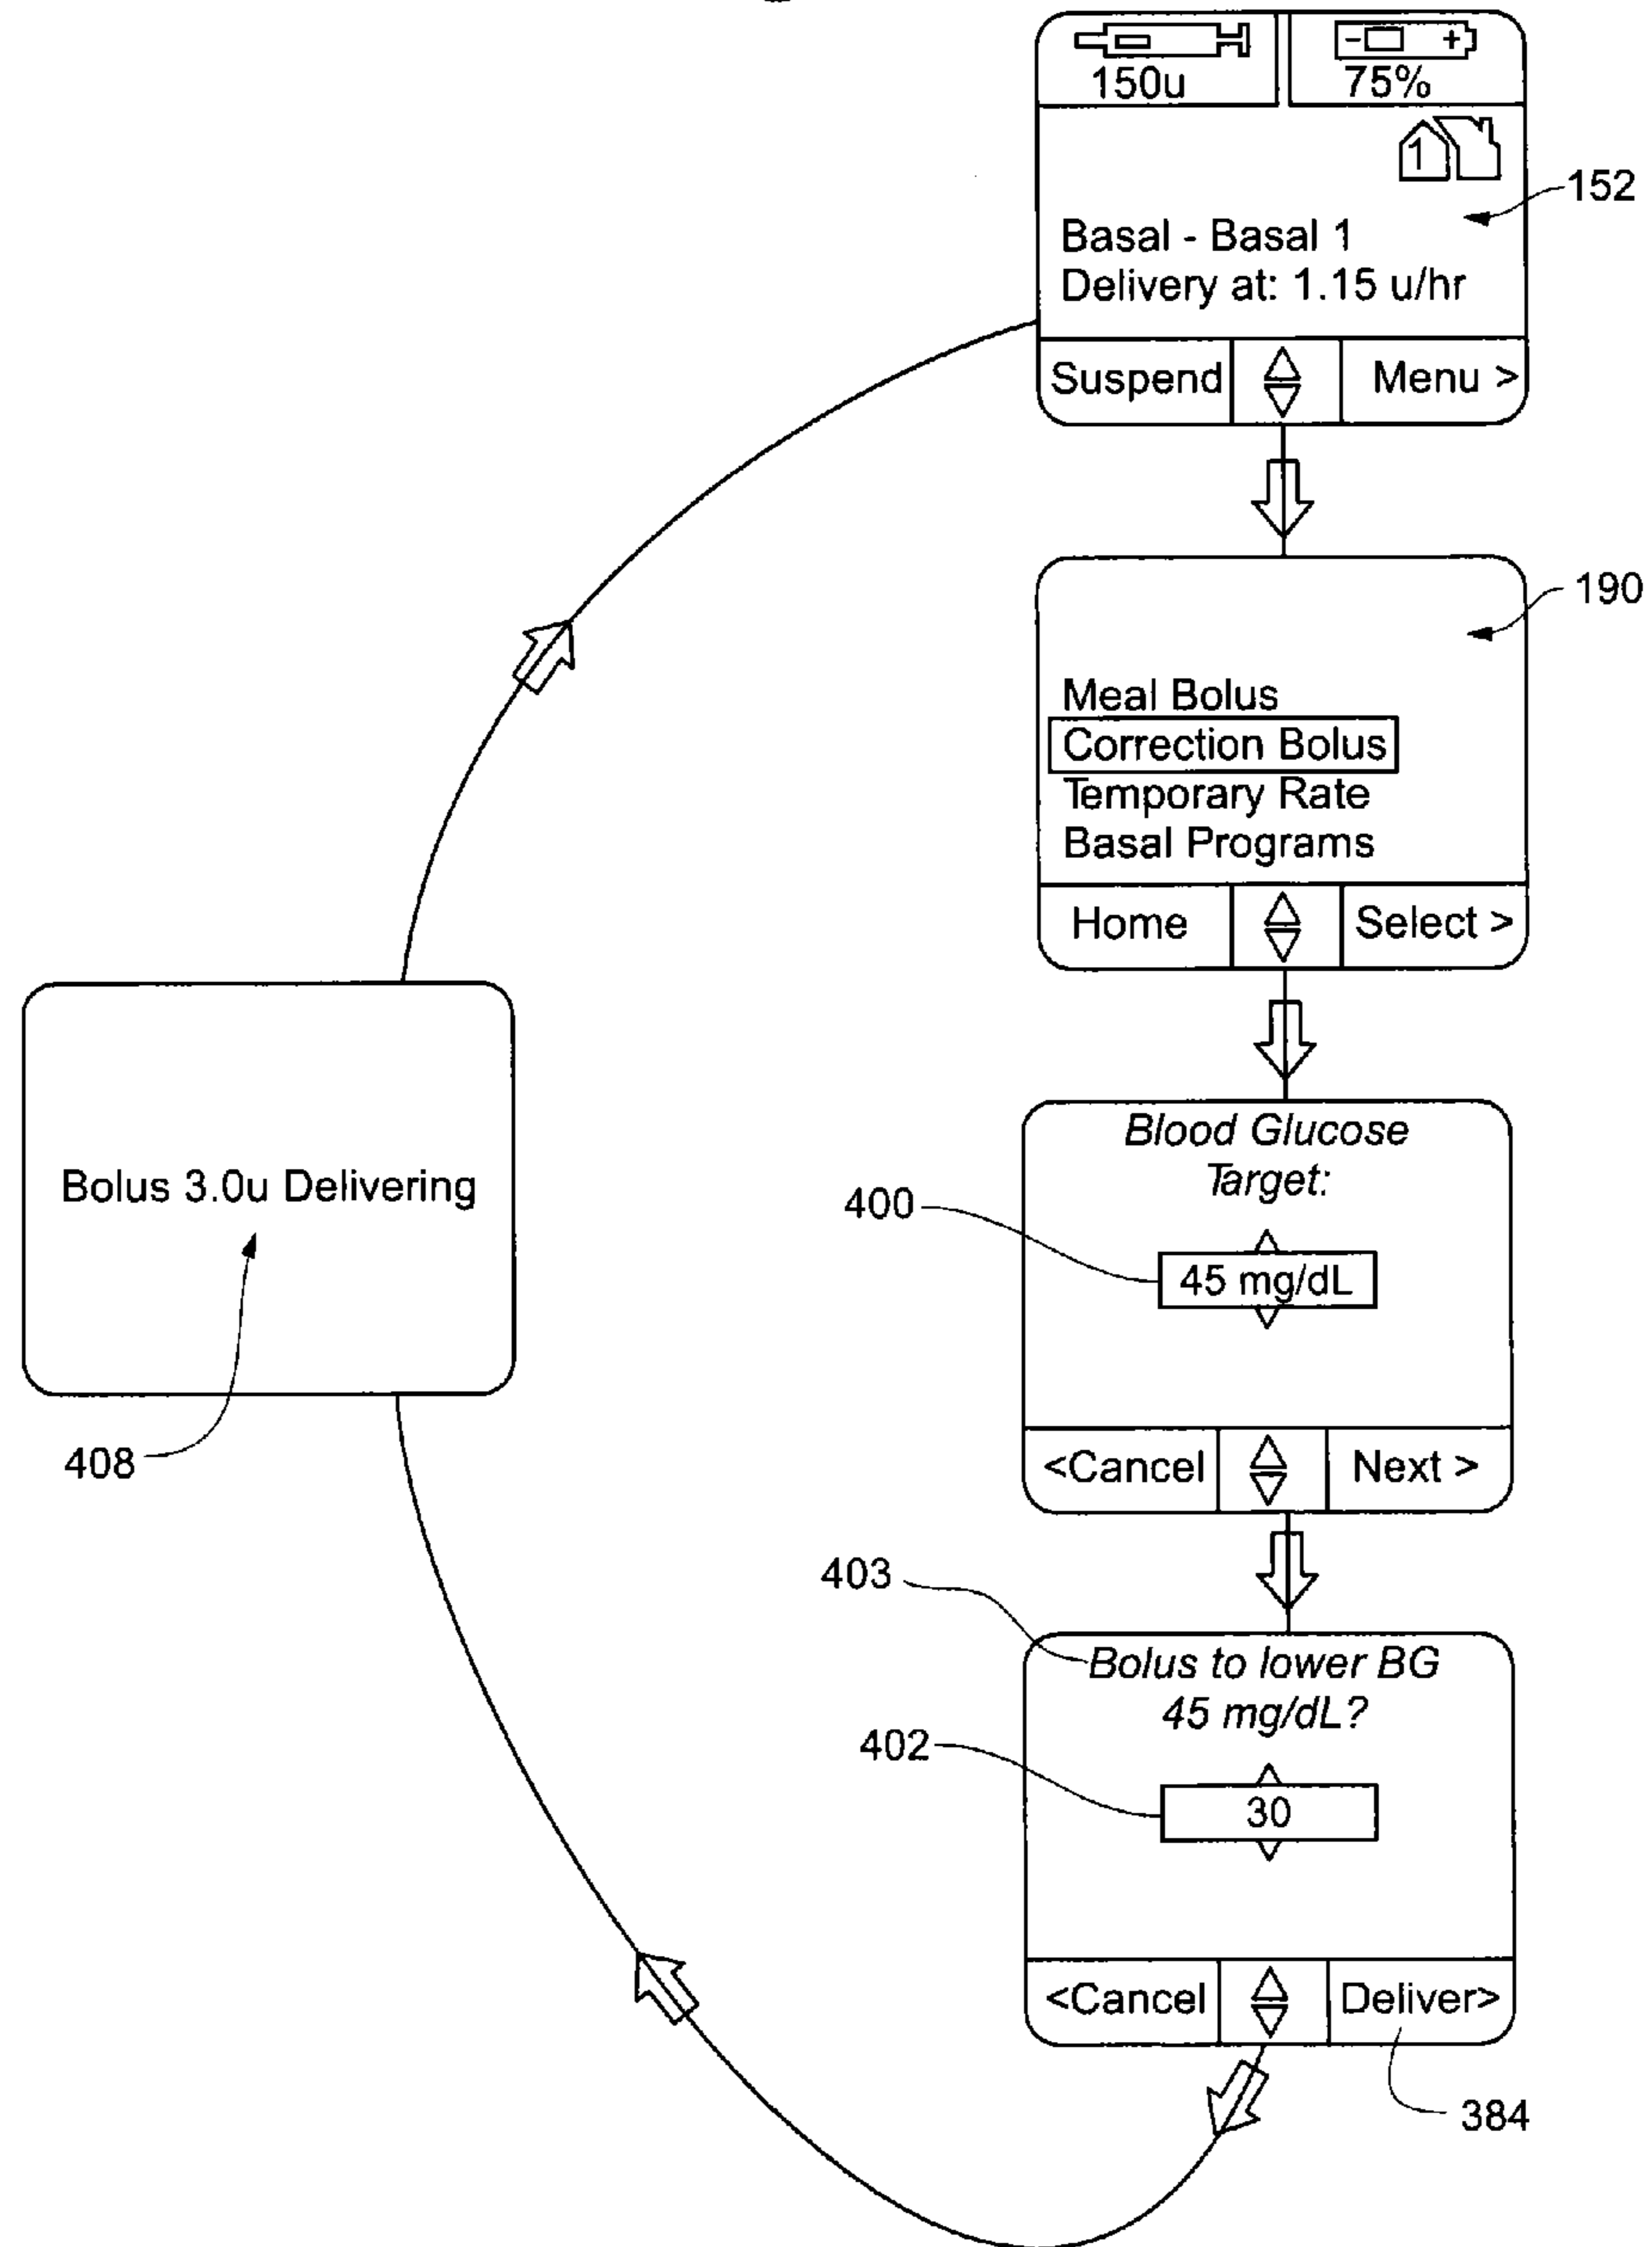 150u
75%
1
152
Basal - Basal 1
Delivery at: 1.15 u/hr
Suspend
Menu >
190
Meal Bolus
Correction Bolus
Temporary Rate
Basal Programs
Home
Select >
Bolus 3.0u Delivering
408
Blood Glucose
Target:
400
45 mg/dL
<Cancel
Next >
403
Bolus to lower BG
45 mg/dL?
402
30
<Cancel
Deliver>
384